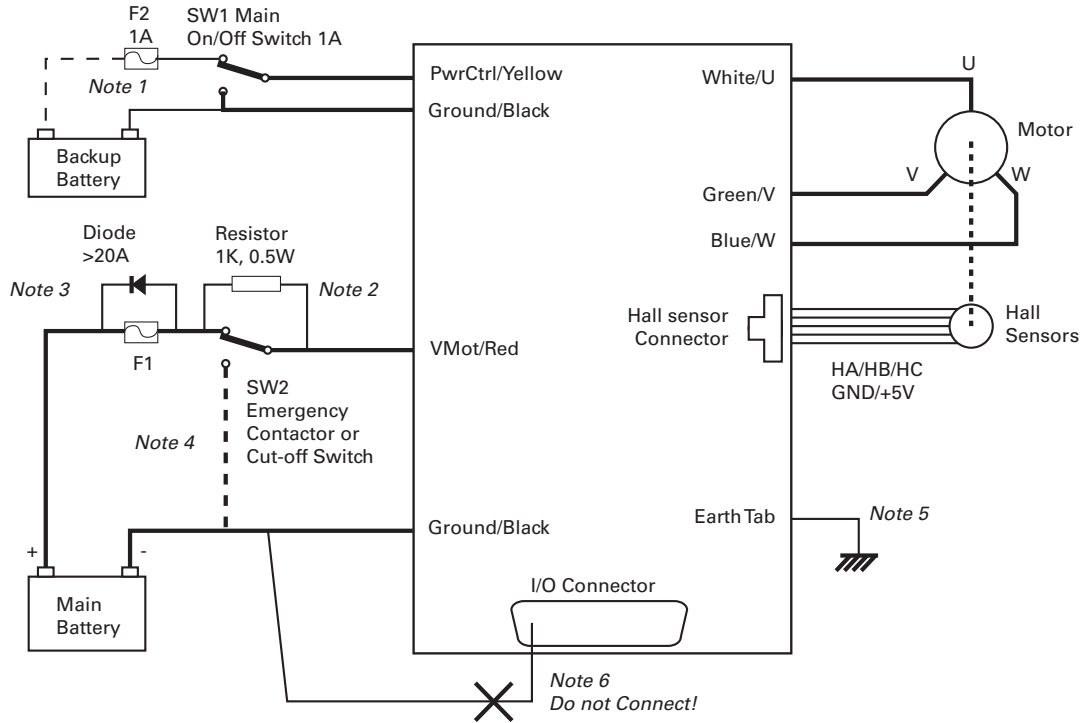 F2
1A
SW1 Main
On/Off Switch 1A
Note 1
Backup
Battery
PwrCtrl/Yellow
Ground/Black
White/U
U
Motor
V
W
Green/V
Blue/W
Diode
>20A
Resistor
1K, 0.5W
Note 3
Note 2
F1
VMot/Red
SW2
Emergency
Contactor or
Cut-off Switch
Note 4
Hall sensor
Connector
Hall
Sensors
HA/HB/HC
GND/+5V
Ground/Black
Earth Tab
Note 5
+
-
Main
Battery
I/O Connector
Note 6
Do not Connect!